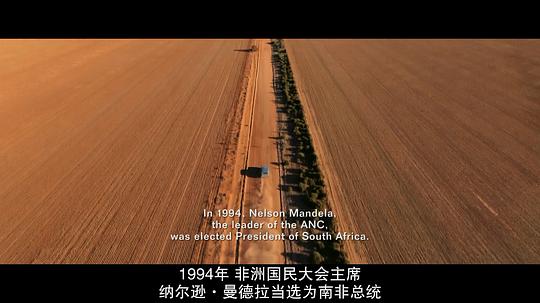 In 1994, Nelson Mandela,
the leader of the ANC,
was elected President of South Africa.
1994年 非洲国民大会主席
纳尔逊·曼德拉当选为南非总统